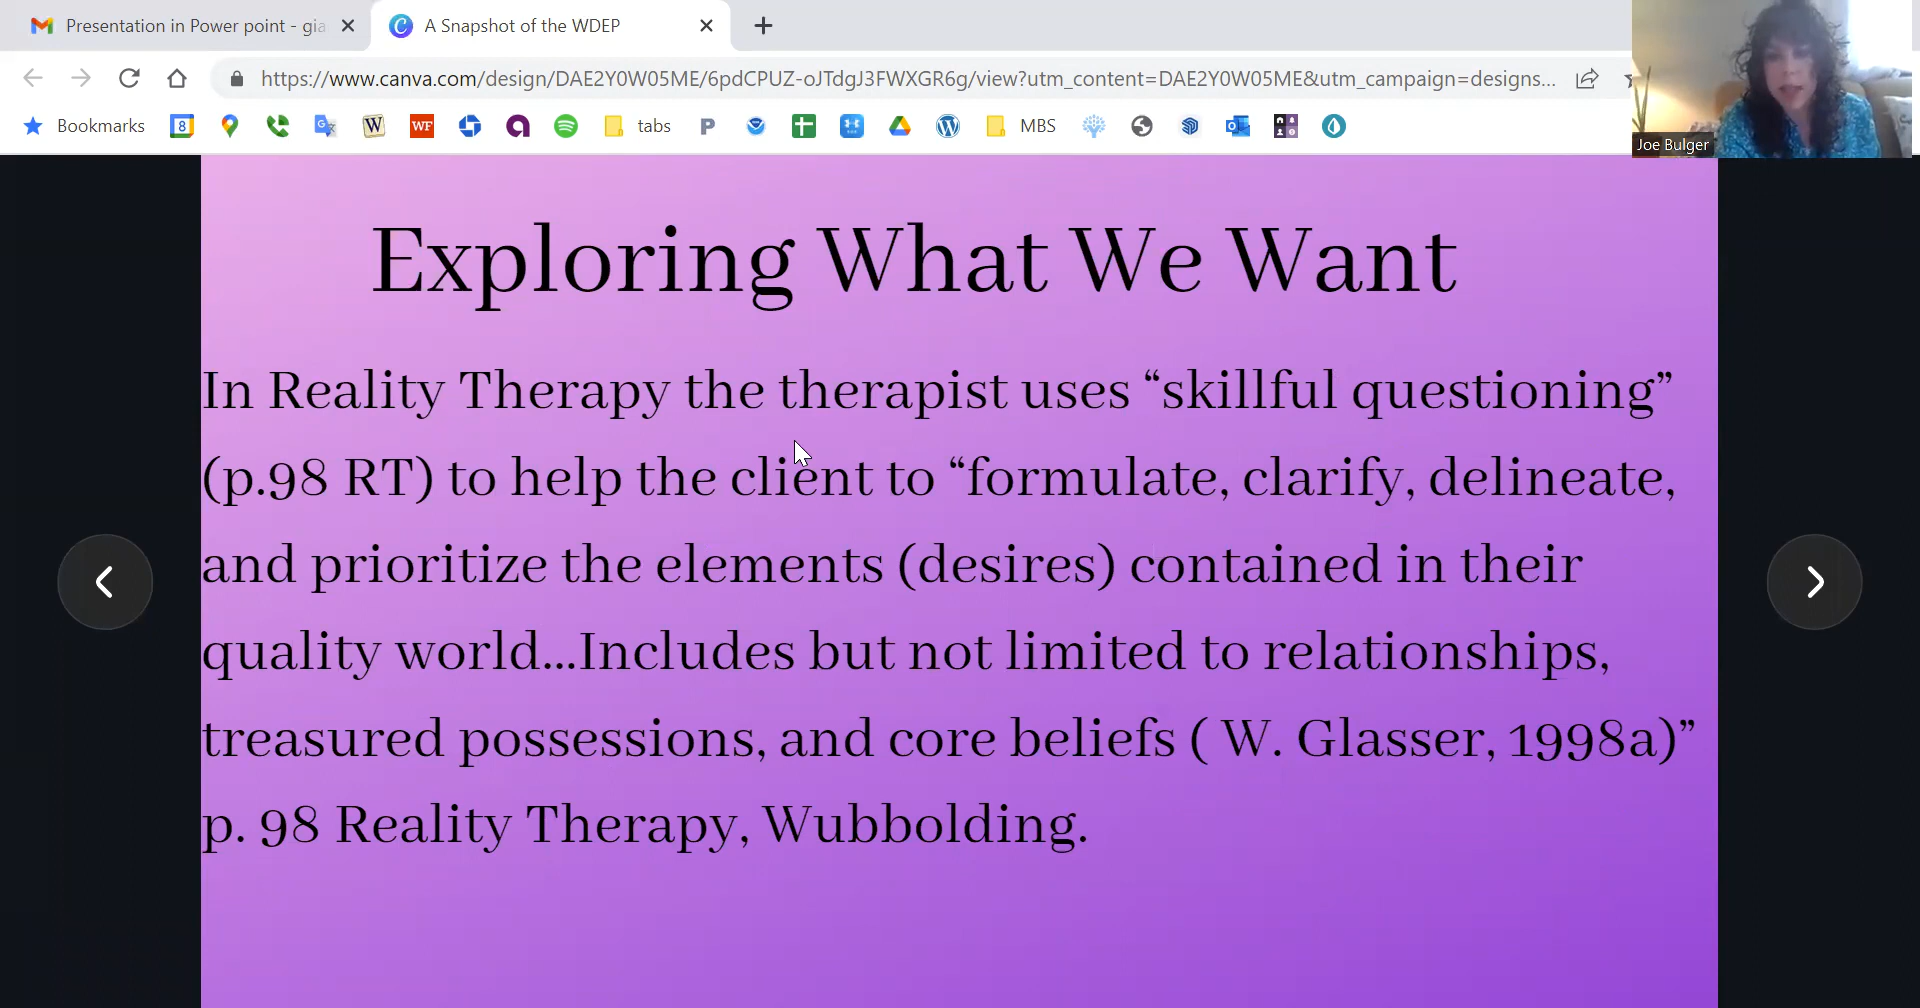 Presentation in Power point - gia
A Snapshot of the WDEP
https://www.canva.com/design/DAE2Y0W05ME/6pdCPUZ-oJTdgJ3FWXGR6g/view?utm_content=DAE2Y0W05ME&utm_campaign=designs...
Bookmarks
8
W
WF
tabs
P
MBS
Joe Bulger
Exploring What We Want
In Reality Therapy the therapist uses “skillful questioning”
(p.98 RT) to help the client to “formulate, clarify, delineate,
and prioritize the elements (desires) contained in their
quality world...Includes but not limited to relationships,
treasured possessions, and core beliefs ( W. Glasser, 1998a)”
p. 98 Reality Therapy, Wubbolding.